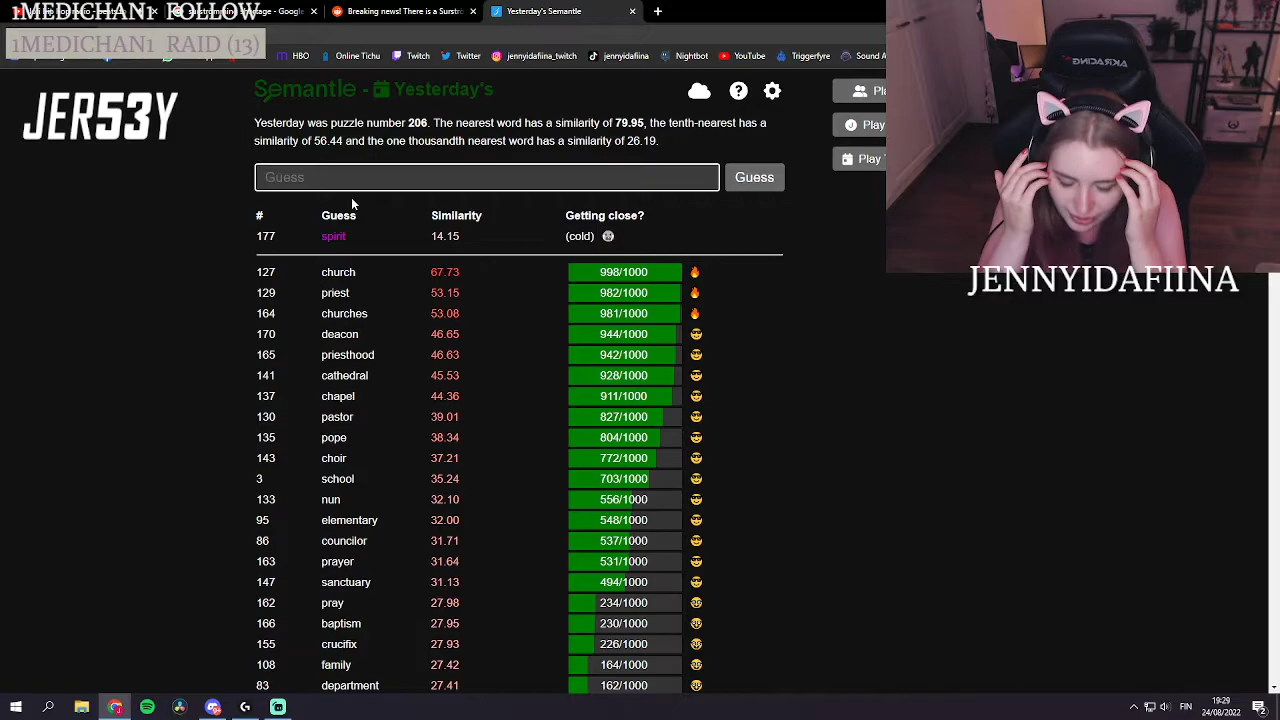 1MEDICHAN1 FOLLOW
1MEDICHAN1 RAID (13)
Breaking news! There is a Surstro
Yesterday's Semantle
HBO
Online Tichu
Twitch
Twitter
jennydafiina
jennydafiina
Nightbot
YouTube
Triggerfyre
Sound A
JER53Y
Semantle - Yesterday's
Pla
Play
Play
Yesterday was puzzle number 206. The nearest word has a similarity of 79.95, the tenth-nearest has a
similarity of 56.44 and the one thousandth nearest word has a similarity of 26.19.
Guess
Guess
# Guess Similarity Getting close?
177 spirit 14.15 (cold)
127 church 67.73 998/1000
129 priest 53.15 982/1000
164 churches 53.08 981/1000
170 deacon 46.65 944/1000
165 priesthood 46.63 942/1000
141 cathedral 45.53 928/1000
137 chapel 44.36 911/1000
130 pastor 39.01 827/1000
135 pope 38.34 804/1000
143 choir 37.21 772/1000
3 school 35.24 703/1000
133 nun 32.10 556/1000
95 elementary 32.00 548/1000
86 councilor 31.71 537/1000
163 prayer 31.64 531/1000
147 sanctuary 31.13 494/1000
162 pray 27.98 234/1000
166 baptism 27.95 230/1000
155 crucifix 27.93 226/1000
108 family 27.42 164/1000
83 department 27.41 162/1000
AKRACING
JENNYIDAFIINA
FIN
19:29
24/08/2022
2